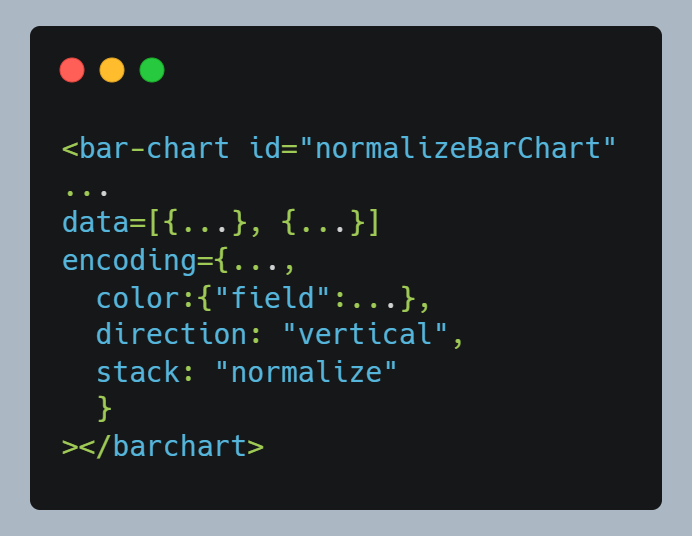 <bar-chart id="normalizeBarChart"
...
data=[{...}, {...}]
encoding={...,
color:{"field":...},
direction: "vertical",
stack: "normalize"
}
></barchart>